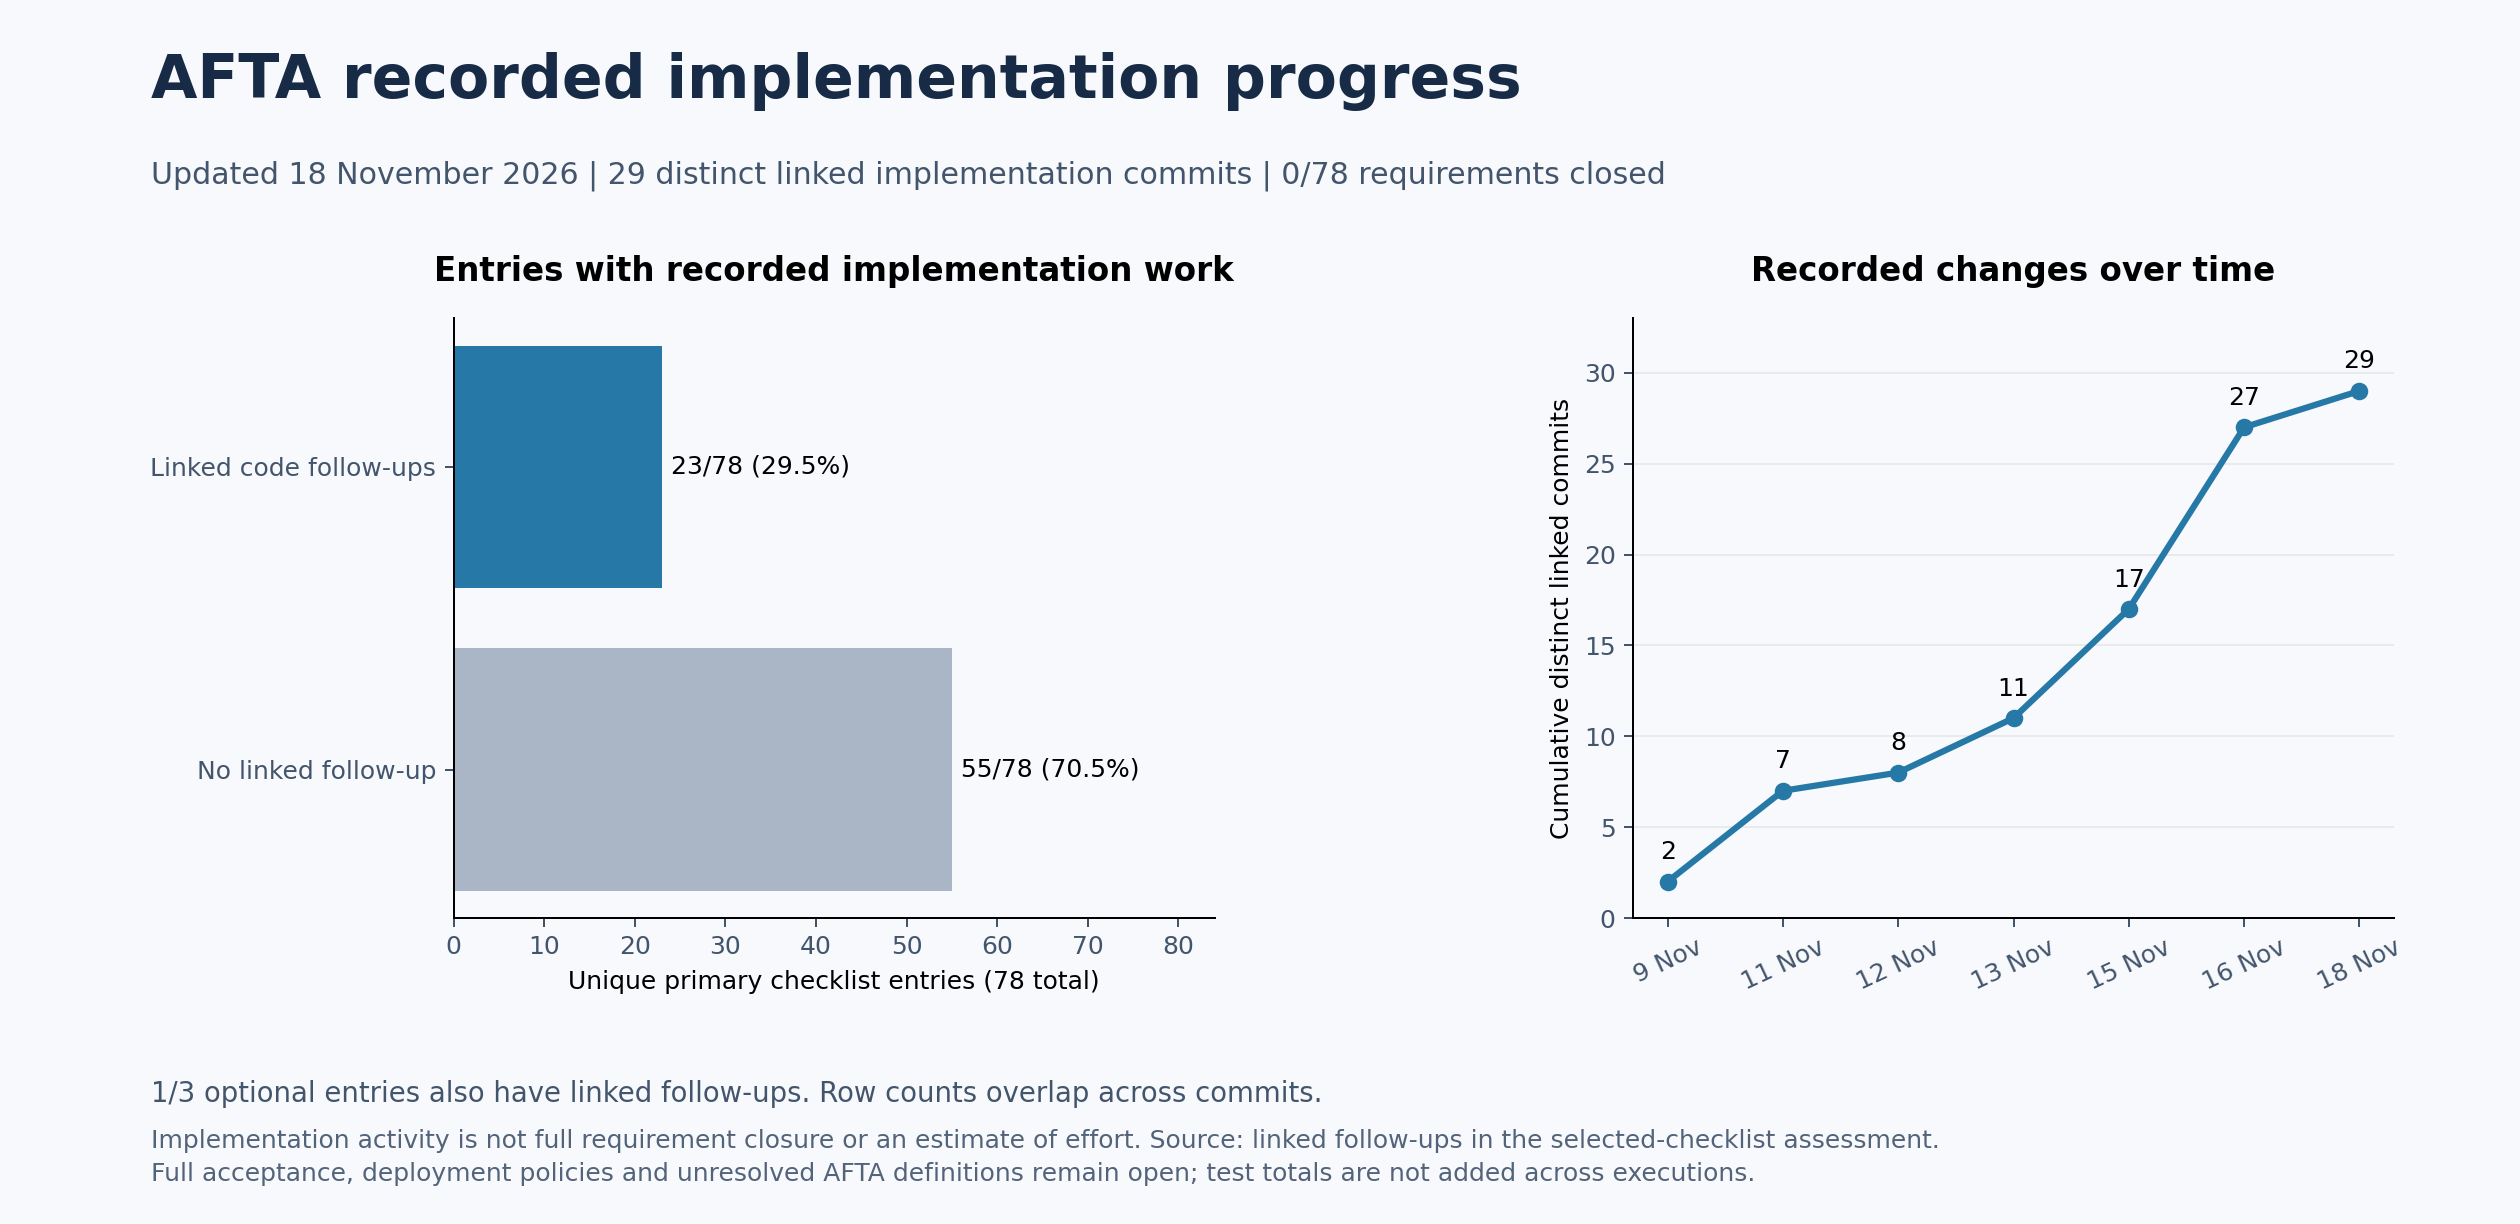 AFTA recorded implementation progress
Updated 18 November 2026 | 29 distinct linked implementation commits | 0/78 requirements closed
Entries with recorded implementation work
Linked code follow-ups
23/78 (29.5%)
No linked follow-up
55/78 (70.5%)
0 10 20 30 40 50 60 70 80
Unique primary checklist entries (78 total)
Recorded changes over time
Cumulative distinct linked commits
30
25
20
15
10
5
0
2
7
8
11
17
27
29
9 Nov 11 Nov 12 Nov 13 Nov 15 Nov 16 Nov 18 Nov
1/3 optional entries also have linked follow-ups. Row counts overlap across commits.
Implementation activity is not full requirement closure or an estimate of effort. Source: linked follow-ups in the selected-checklist assessment.
Full acceptance, deployment policies and unresolved AFTA definitions remain open; test totals are not added across executions.